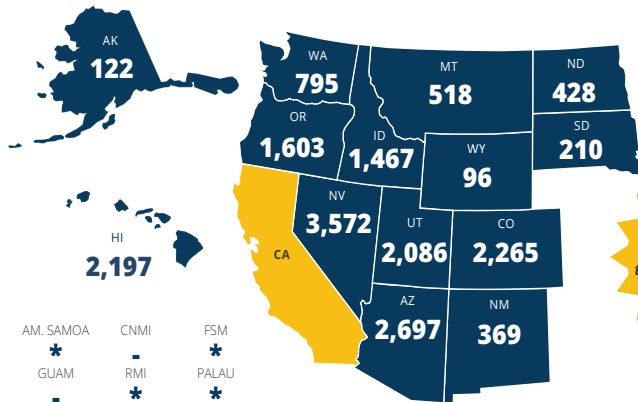 AK
122
WA
795
MT
518
ND
428
OR
1,603
ID
1,467
WY
96
SD
210
HI
2,197
CA
NV
3,572
UT
2,086
CO
2,265
AZ
2,697
NM
369
AM. SAMOA CNMI FSM
* - *
GUAM RMI PALAU
- * *